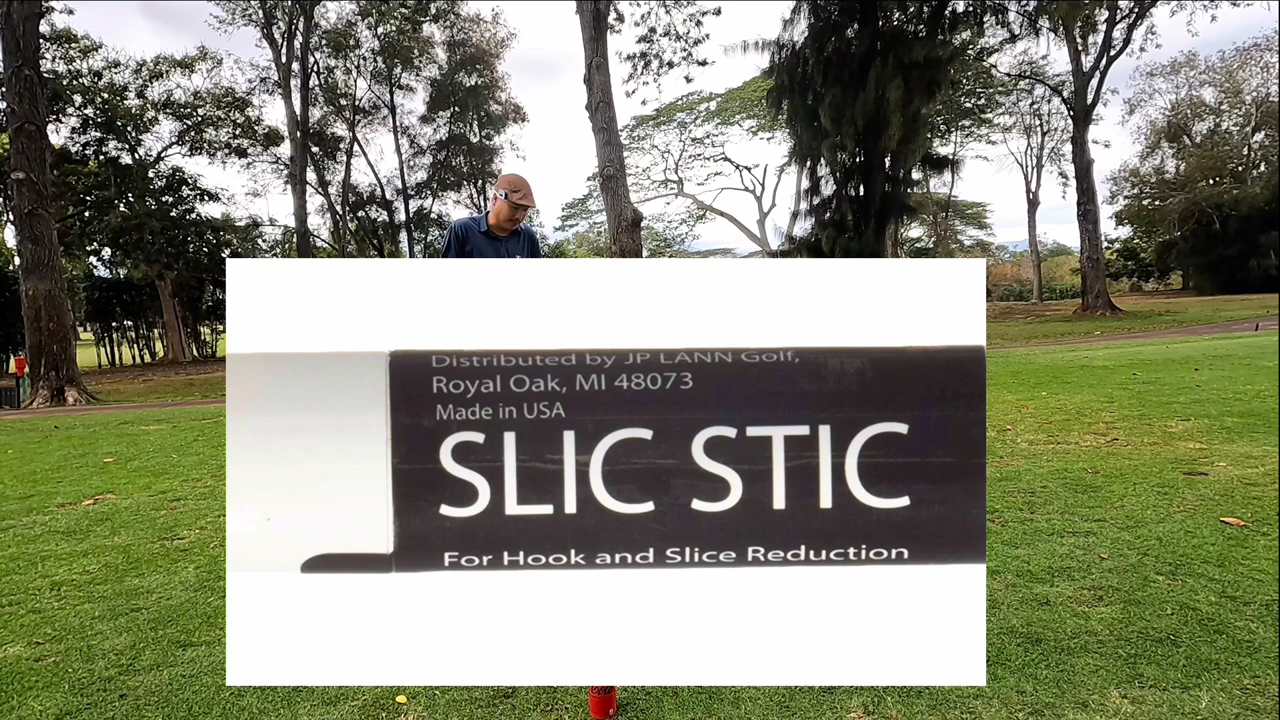 Distributed by JP LANN Golf,
Royal Oak, MI 48073
Made in USA
SLIC STIC
For Hook and Slice Reduction